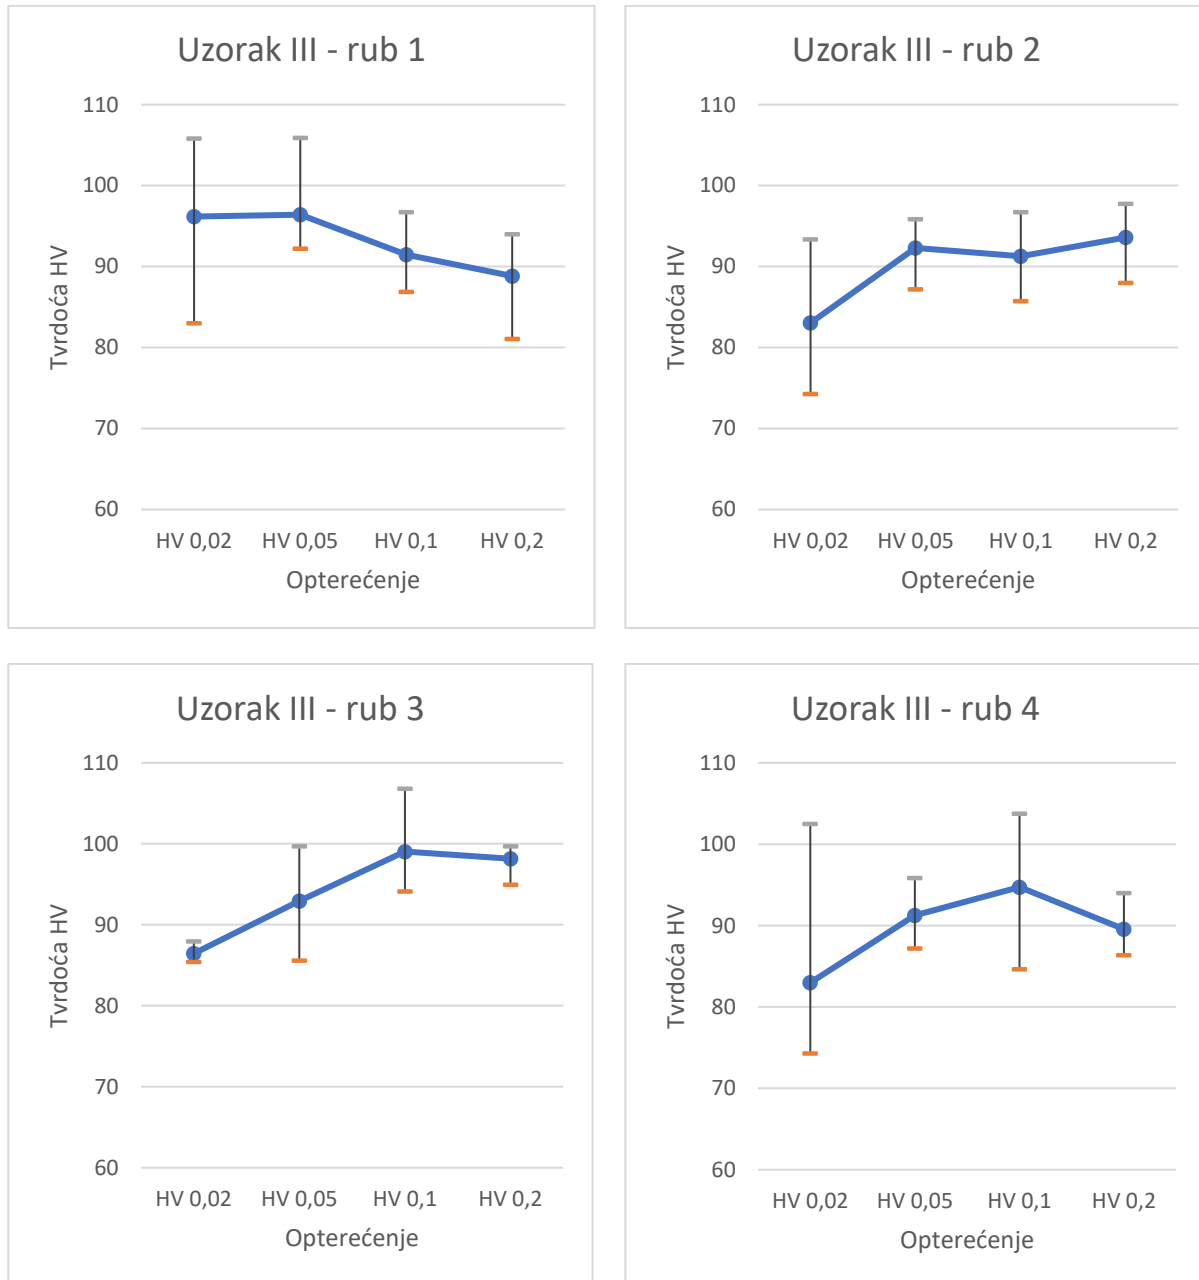 Uzorak III - rub 1
110
100
90
80
70
60
Tvrdoća HV
HV 0,02 HV 0,05 HV 0,1 HV 0,2
Opterećenje
Uzorak III - rub 2
110
100
90
80
70
60
Tvrdoća HV
HV 0,02 HV 0,05 HV 0,1 HV 0,2
Opterećenje
Uzorak III - rub 3
110
100
90
80
70
60
Tvrdoća HV
HV 0,02 HV 0,05 HV 0,1 HV 0,2
Opterećenje
Uzorak III - rub 4
110
100
90
80
70
60
Tvrdoća HV
HV 0,02 HV 0,05 HV 0,1 HV 0,2
Opterećenje